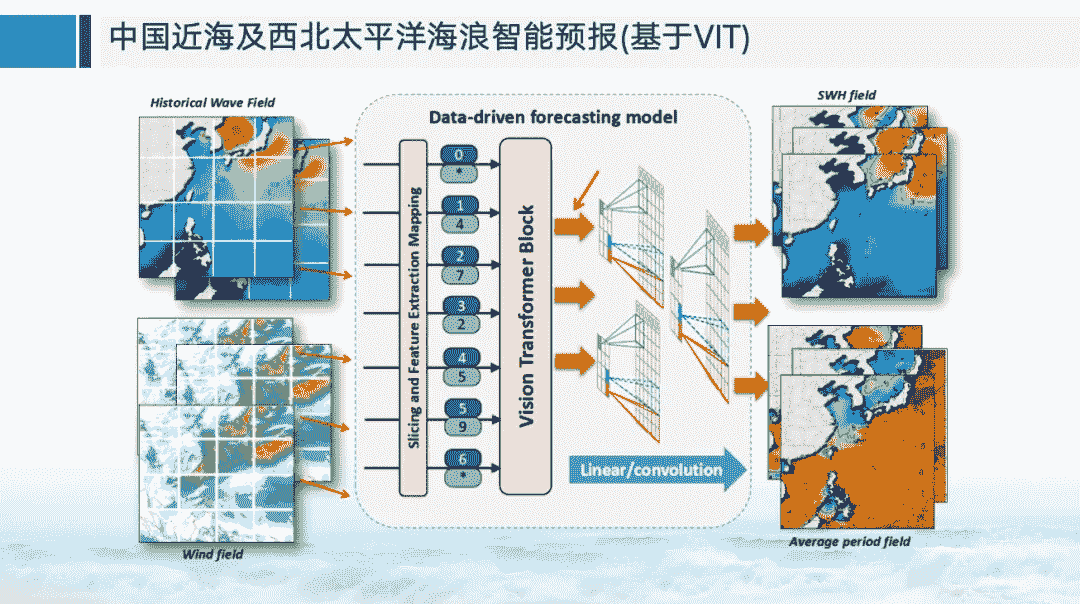 中国近海及西北太平洋海浪智能预报(基于VIT)
Historical Wave Field
Wind field
Data-driven forecasting model
Slicing and Feature Extraction Mapping
0
*
1
4
2
7
3
2
4
5
5
9
6
*
Vision Transformer Block
Linear/convolution
SWH field
Average period field